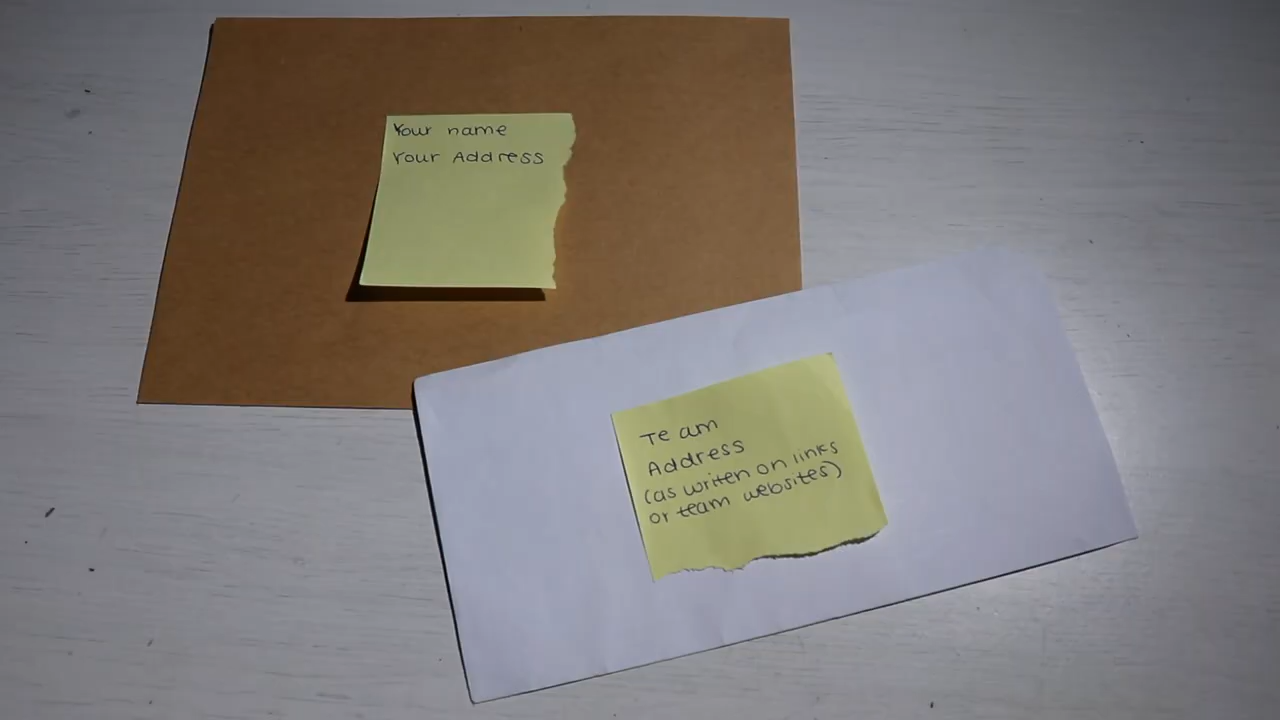 Your name
Your Address
Team
Address
(as writen on links
or team websites)